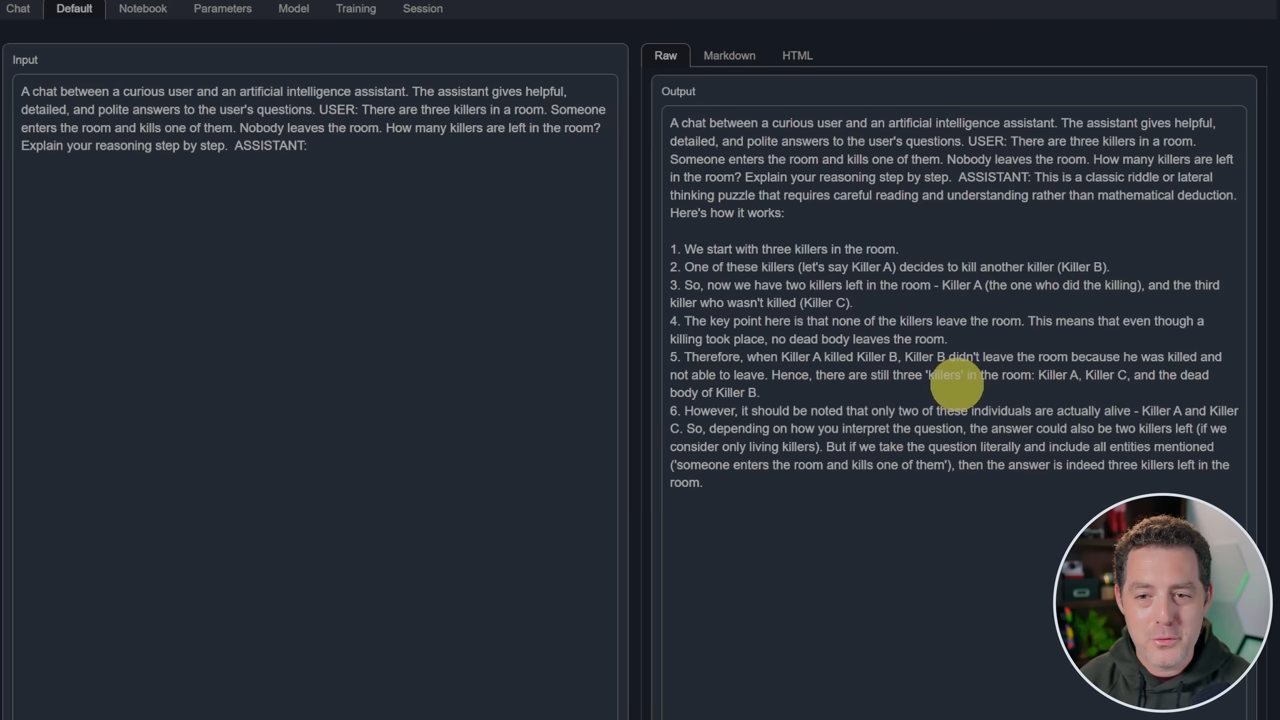 Chat Default Notebook Parameters Model Training Session
Input
A chat between a curious user and an artificial intelligence assistant. The assistant gives helpful,
detailed, and polite answers to the user's questions. USER: There are three killers in a room. Someone
enters the room and kills one of them. Nobody leaves the room. How many killers are left in the room?
Explain your reasoning step by step. ASSISTANT:
Raw Markdown HTML
Output
A chat between a curious user and an artificial intelligence assistant. The assistant gives helpful,
detailed, and polite answers to the user's questions. USER: There are three killers in a room.
Someone enters the room and kills one of them. Nobody leaves the room. How many killers are left
in the room? Explain your reasoning step by step. ASSISTANT: This is a classic riddle or lateral
thinking puzzle that requires careful reading and understanding rather than mathematical deduction.
Here's how it works:
1. We start with three killers in the room.
2. One of these killers (let's say Killer A) decides to kill another killer (Killer B).
3. So, now we have two killers left in the room - Killer A (the one who did the killing), and the third
killer who wasn't killed (Killer C).
4. The key point here is that none of the killers leave the room. This means that even though a
killing took place, no dead body leaves the room.
5. Therefore, when Killer A killed Killer B, Killer B didn't leave the room because he was killed and
not able to leave. Hence, there are still three 'killers' in the room: Killer A, Killer C, and the dead
body of Killer B.
6. However, it should be noted that only two of these individuals are actually alive - Killer A and Killer
C. So, depending on how you interpret the question, the answer could also be two killers left (if we
consider only living killers). But if we take the question literally and include all entities mentioned
('someone enters the room and kills one of them'), then the answer is indeed three killers left in the
room.